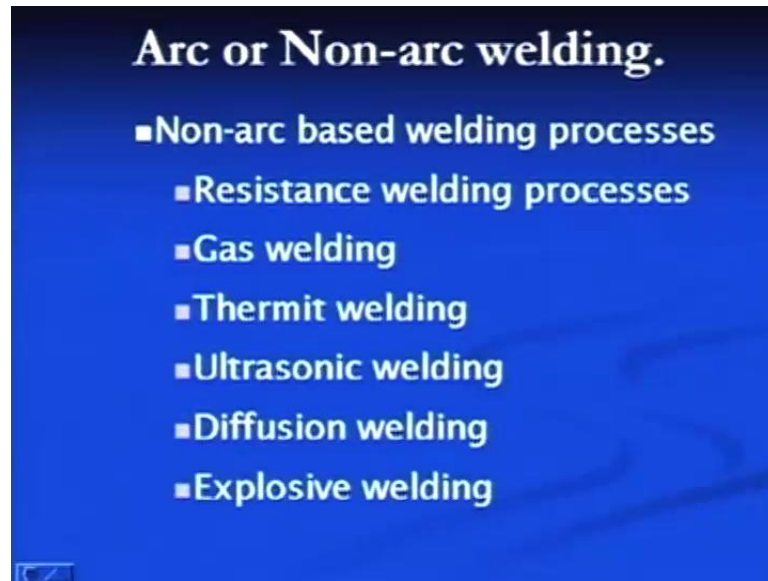 Arc or Non-arc welding.
Non-arc based welding processes
Resistance welding processes
Gas welding
Thermit welding
Ultrasonic welding
Diffusion welding
Explosive welding